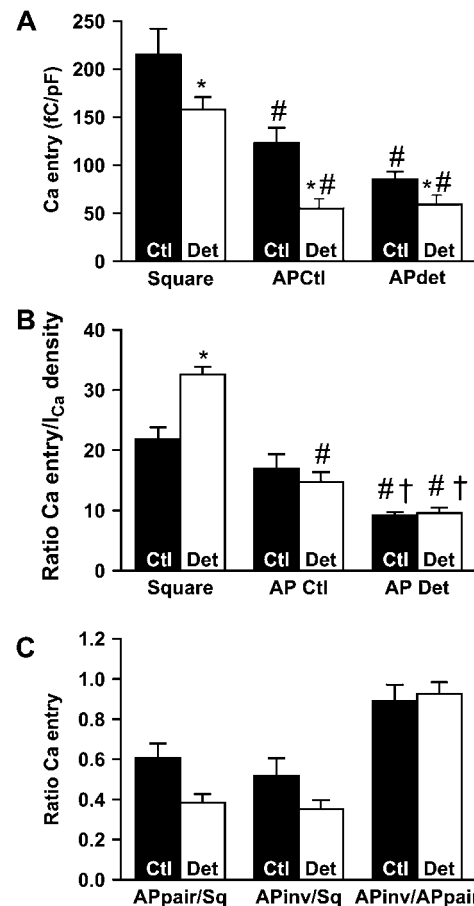 A
Ca entry (fC/pF)
250
200
150
100
50
0
*
#
*#
#
*#
Ctl Det Ctl Det Ctl Det
Square APCtl APdet
B
Ratio Ca entry/ICa density
40
30
20
10
0
*
#
#† #†
Ctl Det Ctl Det Ctl Det
Square AP Ctl AP Det
C
Ratio Ca entry
1.2
1.0
0.8
0.6
0.4
0.2
0.0
Ctl Det Ctl Det Ctl Det
APpair/Sq APinv/Sq APinv/APpair